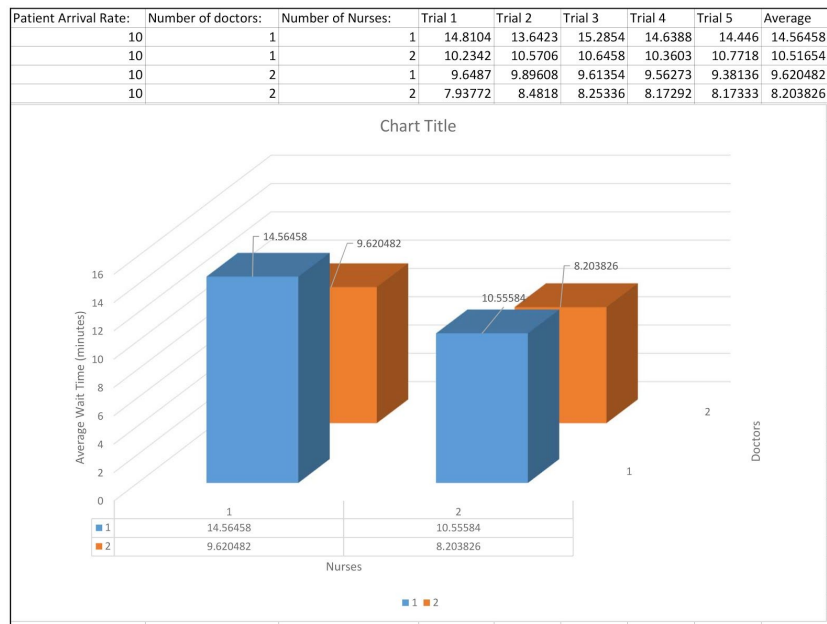 Patient Arrival Rate: Number of doctors: Number of Nurses: Trial 1 Trial 2 Trial 3 Trial 4 Trial 5 Average
10 1 1 14.8104 13.6423 15.2854 14.6388 14.446 14.56458
10 1 2 10.2342 10.5706 10.6458 10.3603 10.7718 10.51654
10 2 1 9.6487 9.89608 9.61354 9.56273 9.38136 9.620482
10 2 2 7.93772 8.4818 8.25336 8.17292 8.17333 8.203826
Chart Title
14.56458
9.620482
8.203826
10.55584
16
14
12
10
8
6
4
2
0
Average Wait Time (minutes)
2
1
Doctors
1 2
1 14.56458 10.55584
2 9.620482 8.203826
Nurses
1 2